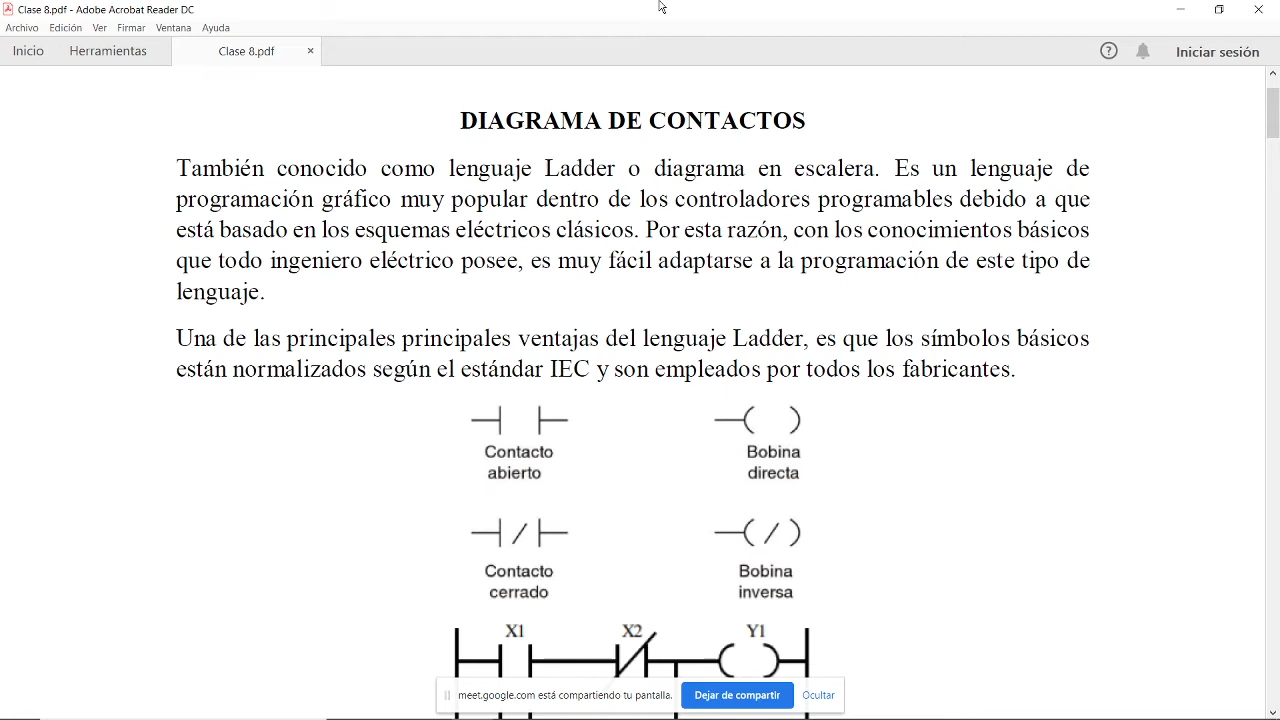 Clase 8.pdf - Adobe Acrobat Reader DC
Archivo Edición Ver Firmar Ventana Ayuda
Inicio Herramientas Clase 8.pdf × ? Iniciar sesión
DIAGRAMA DE CONTACTOS
También conocido como lenguaje Ladder o diagrama en escalera. Es un lenguaje de
programación gráfico muy popular dentro de los controladores programables debido a que
está basado en los esquemas eléctricos clásicos. Por esta razón, con los conocimientos básicos
que todo ingeniero eléctrico posee, es muy fácil adaptarse a la programación de este tipo de
lenguaje.
Una de las principales principales ventajas del lenguaje Ladder, es que los símbolos básicos
están normalizados según el estándar IEC y son empleados por todos los fabricantes.
Contacto
abierto
Bobina
directa
Contacto
cerrado
Bobina
inversa
X1 X2 Y1
meet.google.com está compartiendo tu pantalla. Dejar de compartir Ocultar